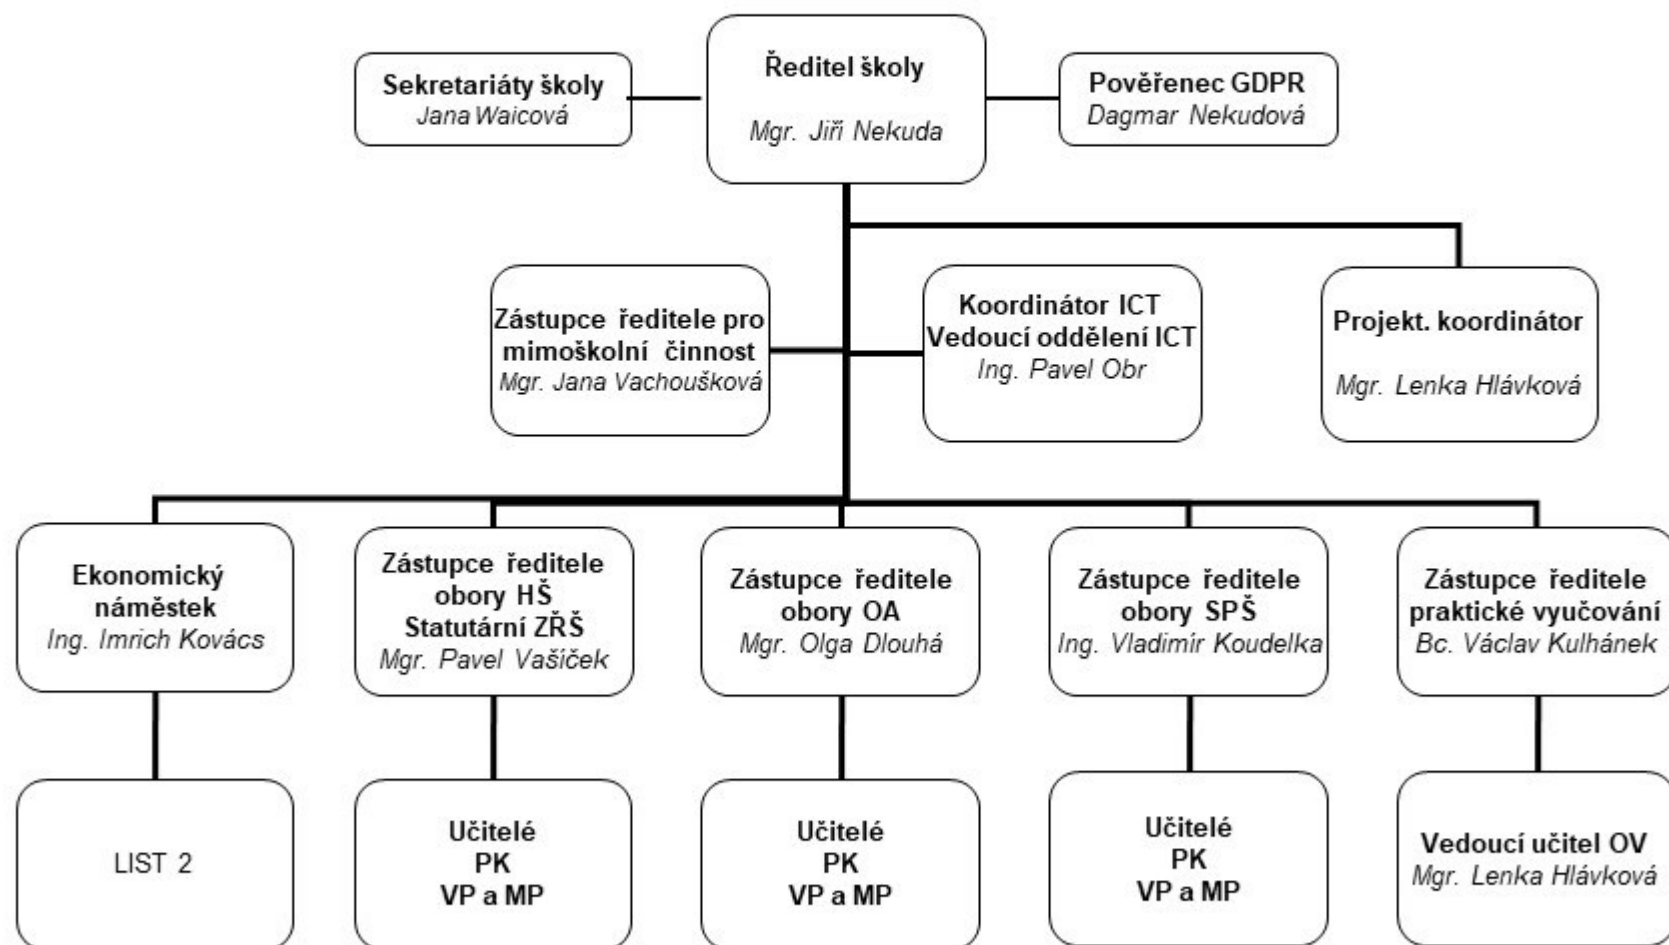 Ředitel školy
Mgr. Jiří Nekuda
Sekretariáty školy
Jana Waicová
Pověřenec GDPR
Dagmar Nekudová
Zástupce ředitele pro
mimoškolní činnost
Mgr. Jana Vachoušková
Koordinátor ICT
Vedoucí oddělení ICT
Ing. Pavel Obr
Projekt. koordinátor
Mgr. Lenka Hlávková
Ekonomický
náměstek
Ing. Imrich Kovács
Zástupce ředitele
obory HŠ
Statutární ZŘŠ
Mgr. Pavel Vašíček
Zástupce ředitele
obory OA
Mgr. Olga Dlouhá
Zástupce ředitele
obory SPŠ
Ing. Vladimír Koudelka
Zástupce ředitele
praktické vyučování
Bc. Václav Kulhánek
LIST 2
Učitelé
PK
VP a MP
Učitelé
PK
VP a MP
Učitelé
PK
VP a MP
Vedoucí učitel OV
Mgr. Lenka Hlávková